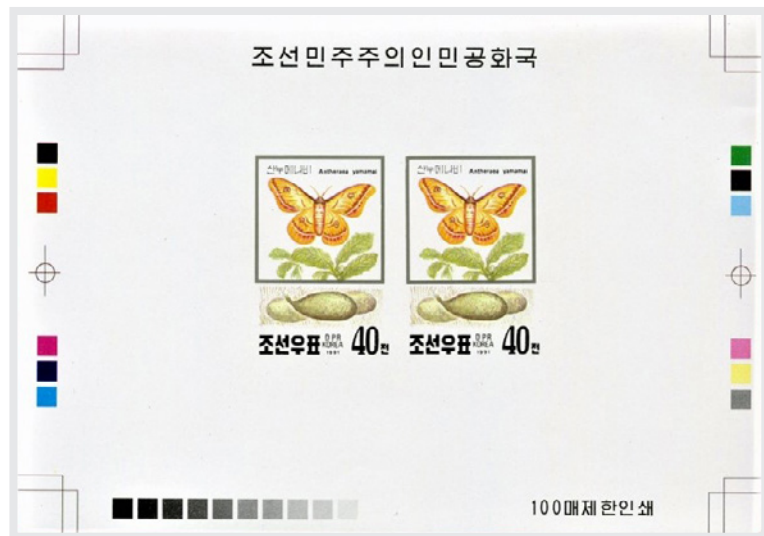 조선민주주의인민공화국
산누에나비 Antheraea yamamai
산누에나비 Antheraea yamamai
조선우표 DPR KOREA 1991 40전
조선우표 DPR KOREA 1991 40전
100매제한인쇄